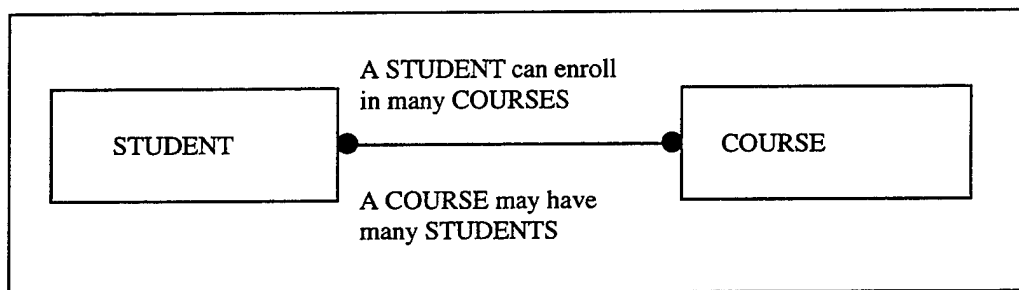 A STUDENT can enroll
in many COURSES
STUDENT
COURSE
A COURSE may have
many STUDENTS